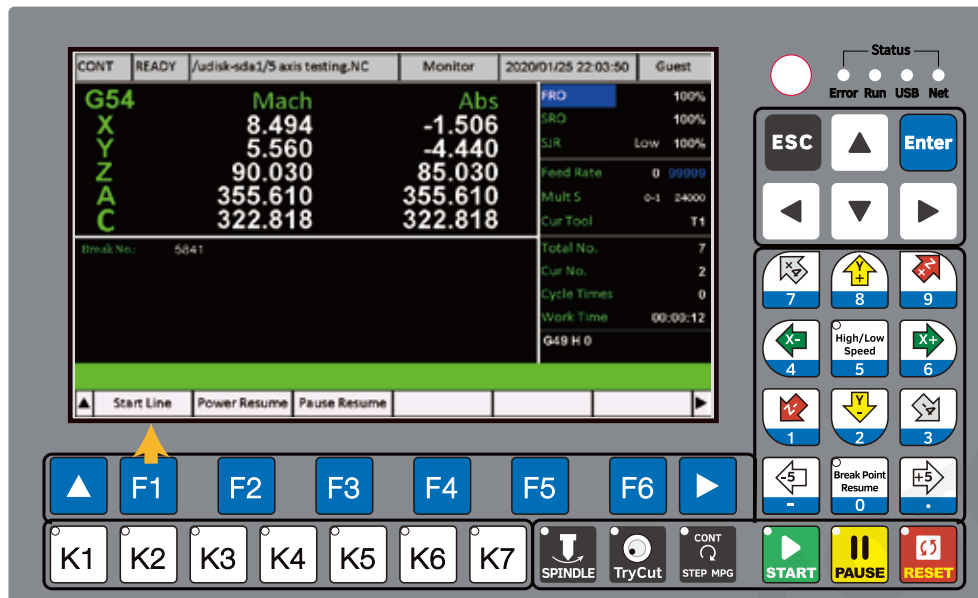 Status
Error Run USB Net
CONT READY /udisk-sda1/5 axis testing.NC Monitor 2020/01/25 22:03:50 Guest
G54 Mach Abs
X 8.494 -1.506
Y 5.560 -4.440
Z 90.030 85.030
A 355.610 355.610
C 322.818 322.818
FRO 100%
SRO 100%
SJR Low 100%
Feed Rate 0 99999
Mult S 0-1 24000
Cur Tool T1
Break No.: 5841
Total No. 7
Cur No. 2
Cycle Times 0
Work Time 00:00:12
G49 H 0
Start Line Power Resume Pause Resume
ESC Enter
X4 Y+ Z+
7 8 9
X- High/Low Speed X+
4 5 6
Z- Y- -4
1 2 3
-5 Break Point Resume +5
- 0 .
F1 F2 F3 F4 F5 F6
K1 K2 K3 K4 K5 K6 K7
SPINDLE TryCut CONT
STEP MPG
START PAUSE RESET